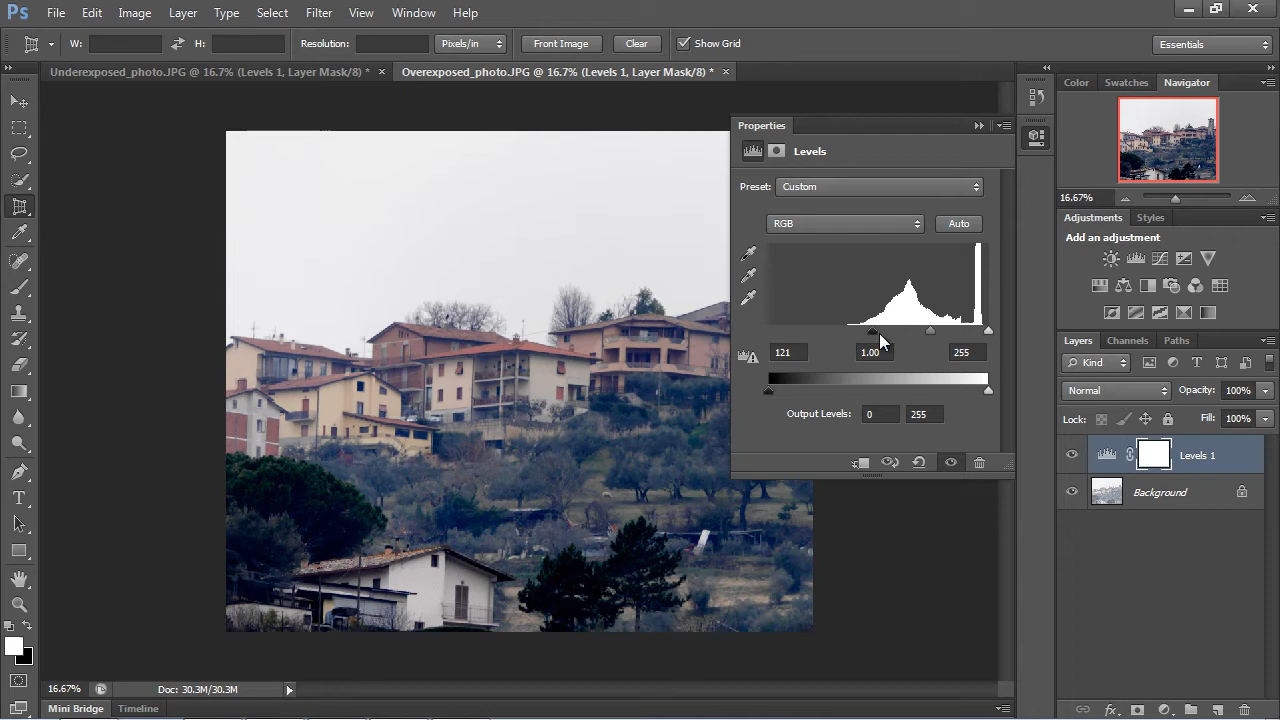 Ps File Edit Image Layer Type Select Filter View Window Help
W: H: Resolution: Pixels/in Front Image Clear Show Grid Essentials
Underexposed_photo.JPG @ 16.7% (Levels 1, Layer Mask/8) * × Overexposed_photo.JPG @ 16.7% (Levels 1, Layer Mask/8) * ×
Color Swatches Navigator
Properties
Levels
Preset: Custom
16.67%
RGB Auto
Adjustments Styles
Add an adjustment
Layers Channels Paths
121 1.00 255
Kind
Normal Opacity: 100%
Output Levels: 0 255
Lock: Fill: 100%
Levels 1
Background
16.67% Doc: 30.3M/30.3M
Mini Bridge Timeline
fx